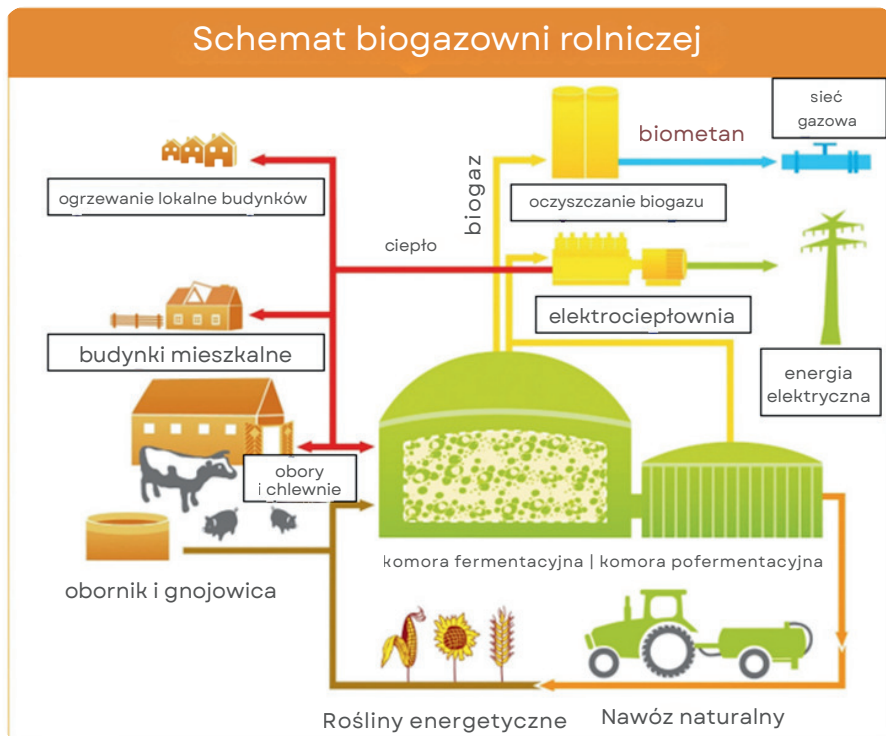 Schemat biogazowni rolniczej
sieć
gazowa
biometan
biogaz
ogrzewanie lokalne budynków
oczyszczanie biogazu
ciepło
elektrociepłownia
budynki mieszkalne
energia
elektryczna
obory
i chlewnie
komora fermentacyjna | komora pofermentacyjna
obornik i gnojowica
Rośliny energetyczne
Nawóz naturalny